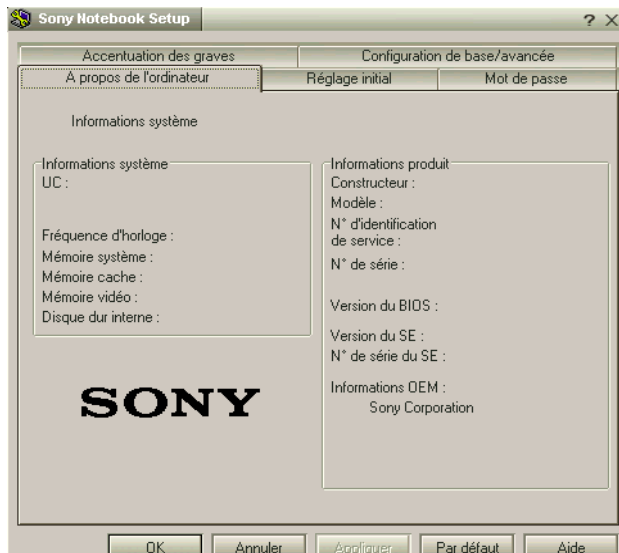 Sony Notebook Setup
Accentuation des graves
Configuration de base/avancée
A propos de l'ordinateur
Réglage initial
Mot de passe
Informations système
Informations système
UC :
Fréquence d'horloge :
Mémoire système :
Mémoire cache :
Mémoire vidéo :
Disque dur interne :
Informations produit
Constructeur :
Modèle :
N° d'identification
de service :
N° de série :
Version du BIOS :
Version du SE :
N° de série du SE :
Informations OEM :
Sony Corporation
SONY
OK
Annuler
Appliquer
Par défaut
Aide